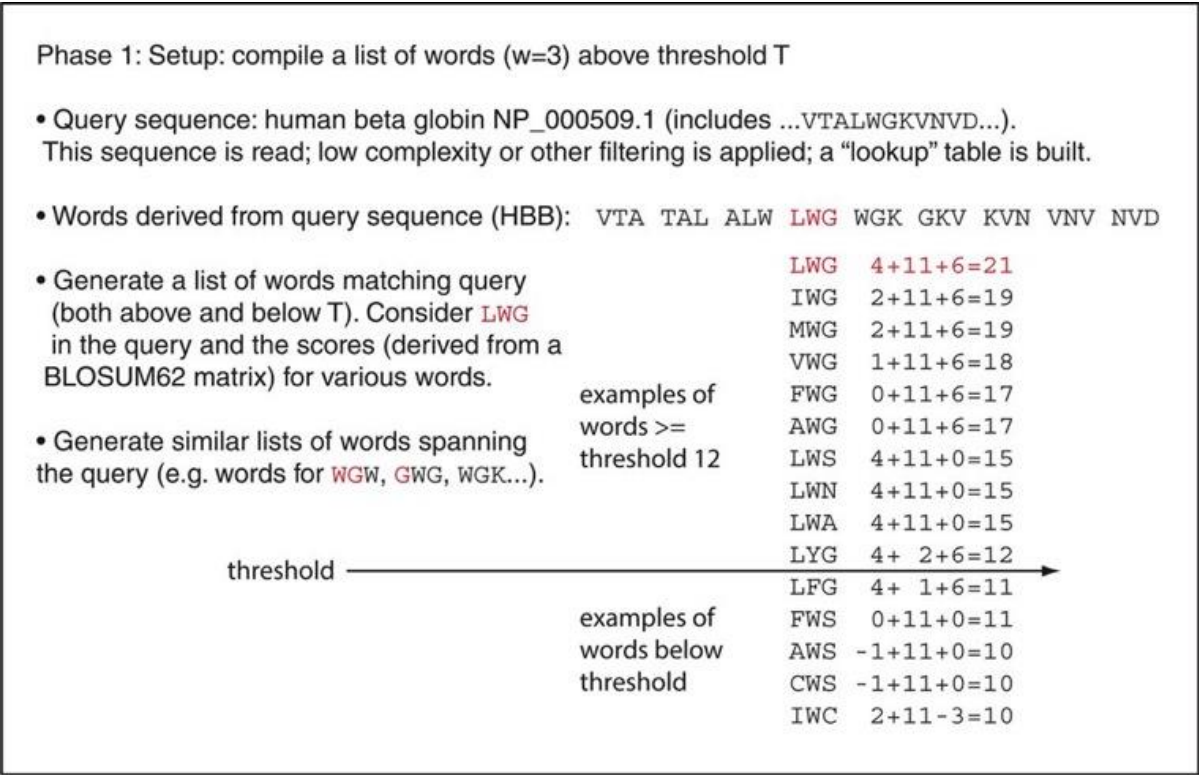 Phase 1: Setup: compile a list of words (w=3) above threshold T
• Query sequence: human beta globin NP_000509.1 (includes ...VTALWGKVNVD...).
This sequence is read; low complexity or other filtering is applied; a “lookup” table is built.
• Words derived from query sequence (HBB): VTA TAL ALW LWG WGK GKV KVN VNV NVD
• Generate a list of words matching query
(both above and below T). Consider LWG
in the query and the scores (derived from a
BLOSUM62 matrix) for various words.
• Generate similar lists of words spanning
the query (e.g. words for WGW, GWG, WGK...).
examples of
words >=
threshold 12
LWG 4+11+6=21
IWG 2+11+6=19
MWG 2+11+6=19
VWG 1+11+6=18
FWG 0+11+6=17
AWG 0+11+6=17
LWS 4+11+0=15
LWN 4+11+0=15
LWA 4+11+0=15
LYG 4+ 2+6=12
threshold
examples of
words below
threshold
LFG 4+ 1+6=11
FWS 0+11+0=11
AWS -1+11+0=10
CWS -1+11+0=10
IWC 2+11-3=10